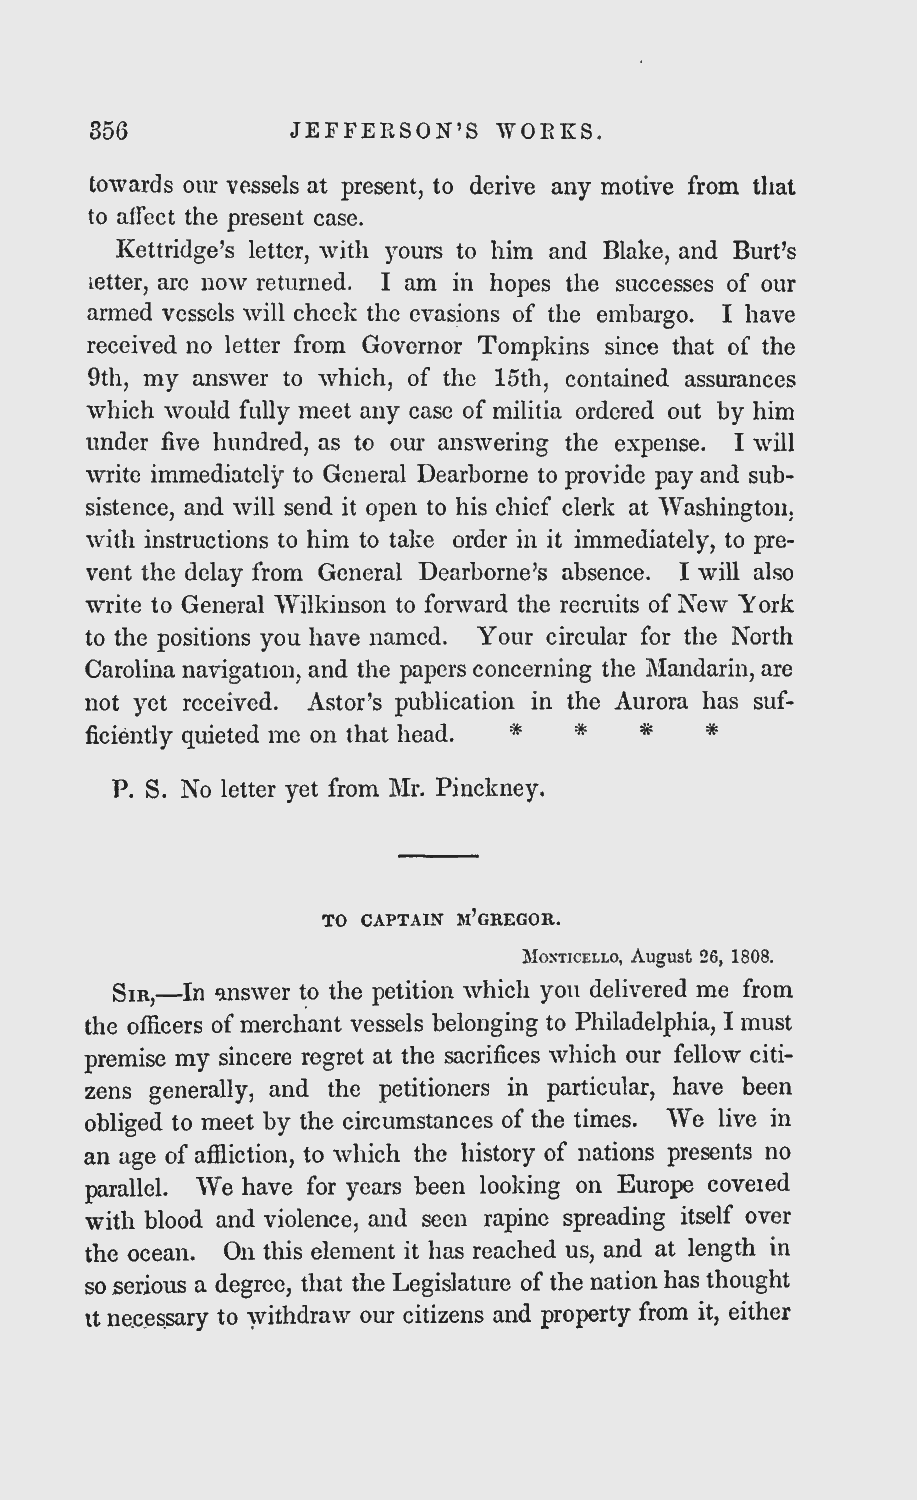 356 JEFFERSON'S WORKS.
towards our vessels at present, to derive any motive from that
to affect the present case.
Kettridge's letter, with yours to him and Blake, and Burt's
letter, are now returned. I am in hopes the successes of our
armed vessels will check the evasions of the embargo. I have
received no letter from Governor Tompkins since that of the
9th, my answer to which, of the 15th, contained assurances
which would fully meet any case of militia ordered out by him
under five hundred, as to our answering the expense. I will
write immediately to General Dearborne to provide pay and sub-
sistence, and will send it open to his chief clerk at Washington,
with instructions to him to take order in it immediately, to pre-
vent the delay from General Dearborne's absence. I will also
write to General Wilkinson to forward the recruits of New York
to the positions you have named. Your circular for the North
Carolina navigation, and the papers concerning the Mandarin, are
not yet received. Astor's publication in the Aurora has suf-
ficiently quieted me on that head. * * * *
P. S. No letter yet from Mr. Pinckney.
TO CAPTAIN M'GREGOR.
MONTICELLO, August 26, 1808.
SIR,—In answer to the petition which you delivered me from
the officers of merchant vessels belonging to Philadelphia, I must
premise my sincere regret at the sacrifices which our fellow citi-
zens generally, and the petitioners in particular, have been
obliged to meet by the circumstances of the times. We live in
an age of affliction, to which the history of nations presents no
parallel. We have for years been looking on Europe covered
with blood and violence, and seen rapine spreading itself over
the ocean. On this element it has reached us, and at length in
so serious a degree, that the Legislature of the nation has thought
it necessary to withdraw our citizens and property from it, either